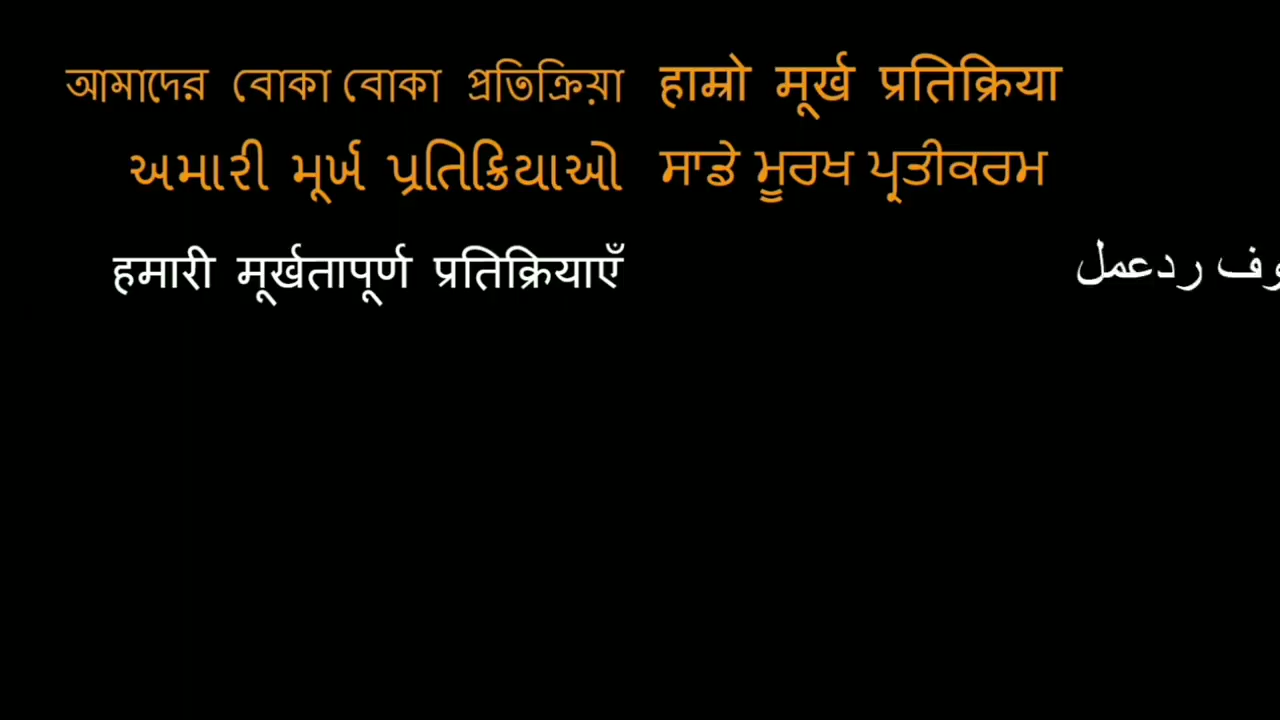 আমাদের বোকা বোকা প্রতিক্রিয়া हाम्रो मूर्ख प्रतिक्रिया
અમારી મૂર્ખ પ્રતિક્રિયાઓ ਸਾਡੇ ਮੂਰਖ ਪ੍ਰਤੀਕਰਮ
हमारी मूर्खतापूर्ण प्रतिक्रियाएँ ردعمل